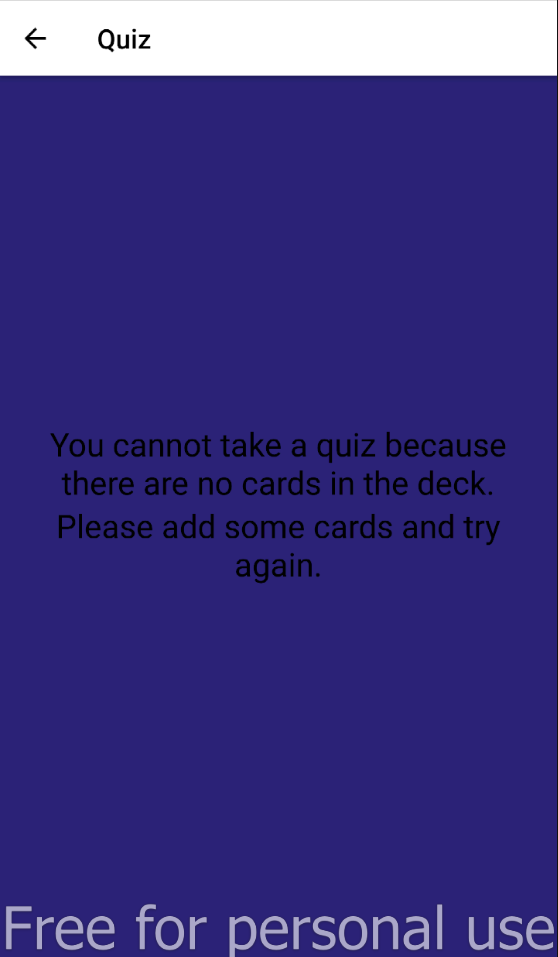 Quiz
You cannot take a quiz because
there are no cards in the deck.
Please add some cards and try
again.
Free for personal use